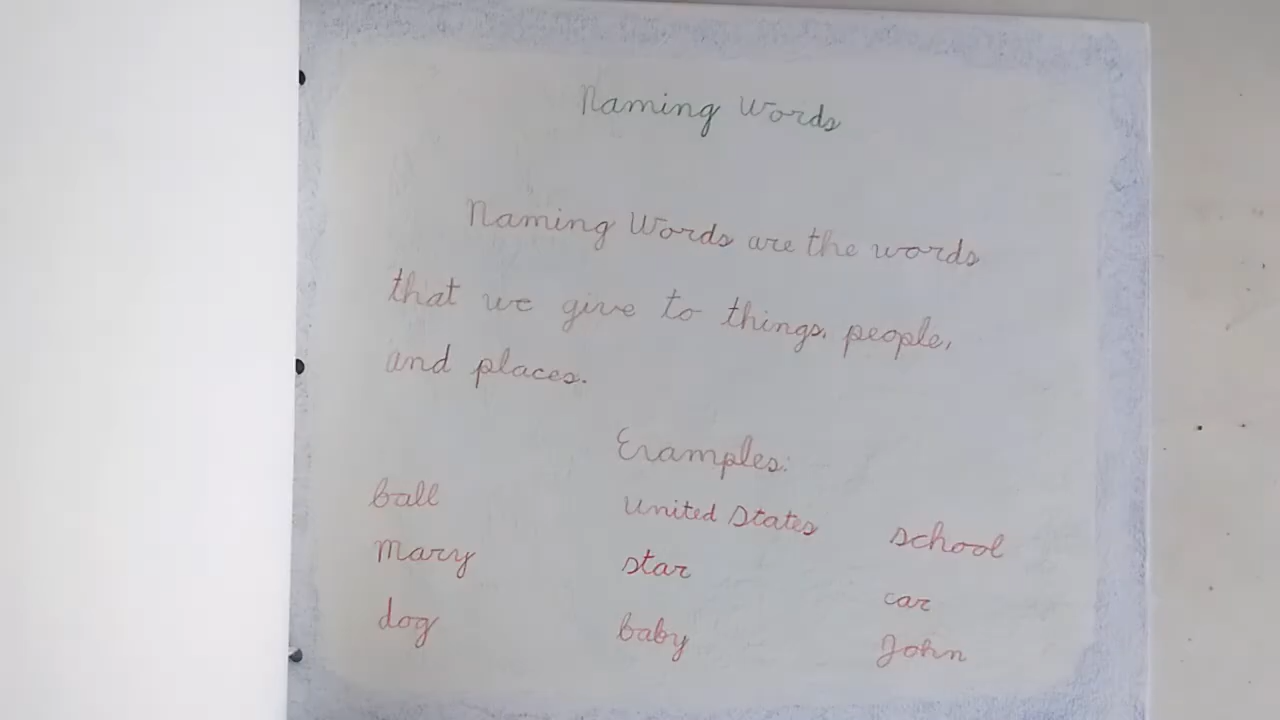 Naming Words
Naming Words are the words
that we give to things, people,
and places.
Examples:
ball United States school
Mary star car
dog baby John